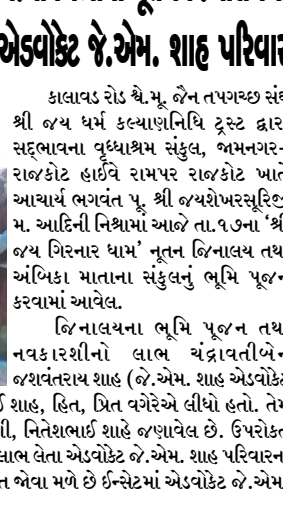 એડવોકેટ જે.એમ. શાહ પરિવાર
કાલાવડ રોડ શ્વે.મૂ. જૈન તપગચ્છ સંઘ
શ્રી જય ધર્મ કલ્યાણનિધિ ટ્રસ્ટ દ્વારા
સદ્ભાવના વૃધ્ધાશ્રમ સંકુલ, જામનગર-
રાજકોટ હાઈવે રામપર રાજકોટ ખાતે
આચાર્ય ભગવંત પૂ. શ્રી જયશેખરસૂરિજી
મ. આદિની નિશ્રામાં આજે તા.૧૭ના ‘શ્રી
જય ગિરનાર ધામ’ નૂતન જિનાલય તથ
અંબિકા માતાના સંકુલનું ભૂમિ પૂજન
કરવામાં આવેલ.
જિનાલયના ભૂમિ પૂજન તથ
નવકારશીનો લાભ ચંદ્રાવતીબેન
જશવંતરાય શાહ (જે.એમ. શાહ એડવોકેટ
શાહ, હિત, પ્રિત વગેરેએ લીધો હતો. તેમ
નિતેશભાઈ શાહે જણાવેલ છે. ઉપરોકત
લાભ લેતા એડવોકેટ જે.એમ. શાહ પરિવારન
જોવા મળે છે ઈન્સેટમાં એડવોકેટ જે.એમ